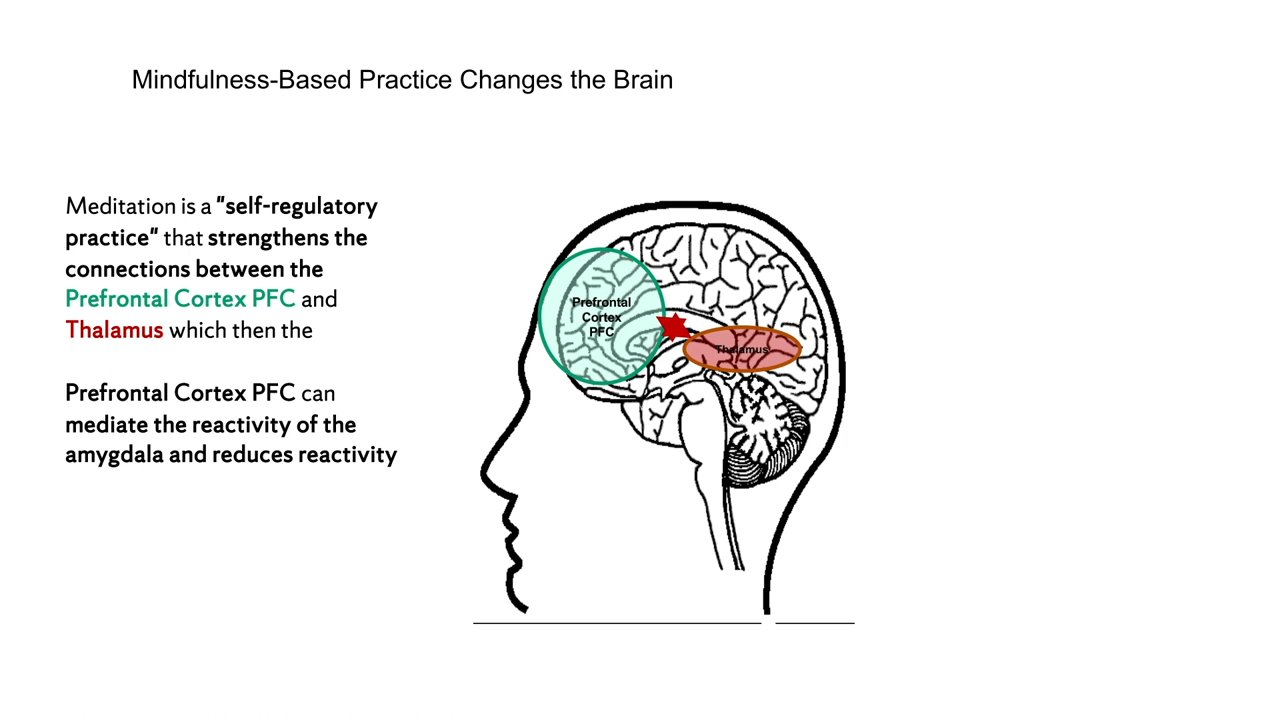 Mindfulness-Based Practice Changes the Brain
Meditation is a "self-regulatory
practice" that strengthens the
connections between the
Prefrontal Cortex PFC and
Thalamus which then the
Prefrontal Cortex PFC can
mediate the reactivity of the
amygdala and reduces reactivity
Prefrontal
Cortex
PFC
Thalamus